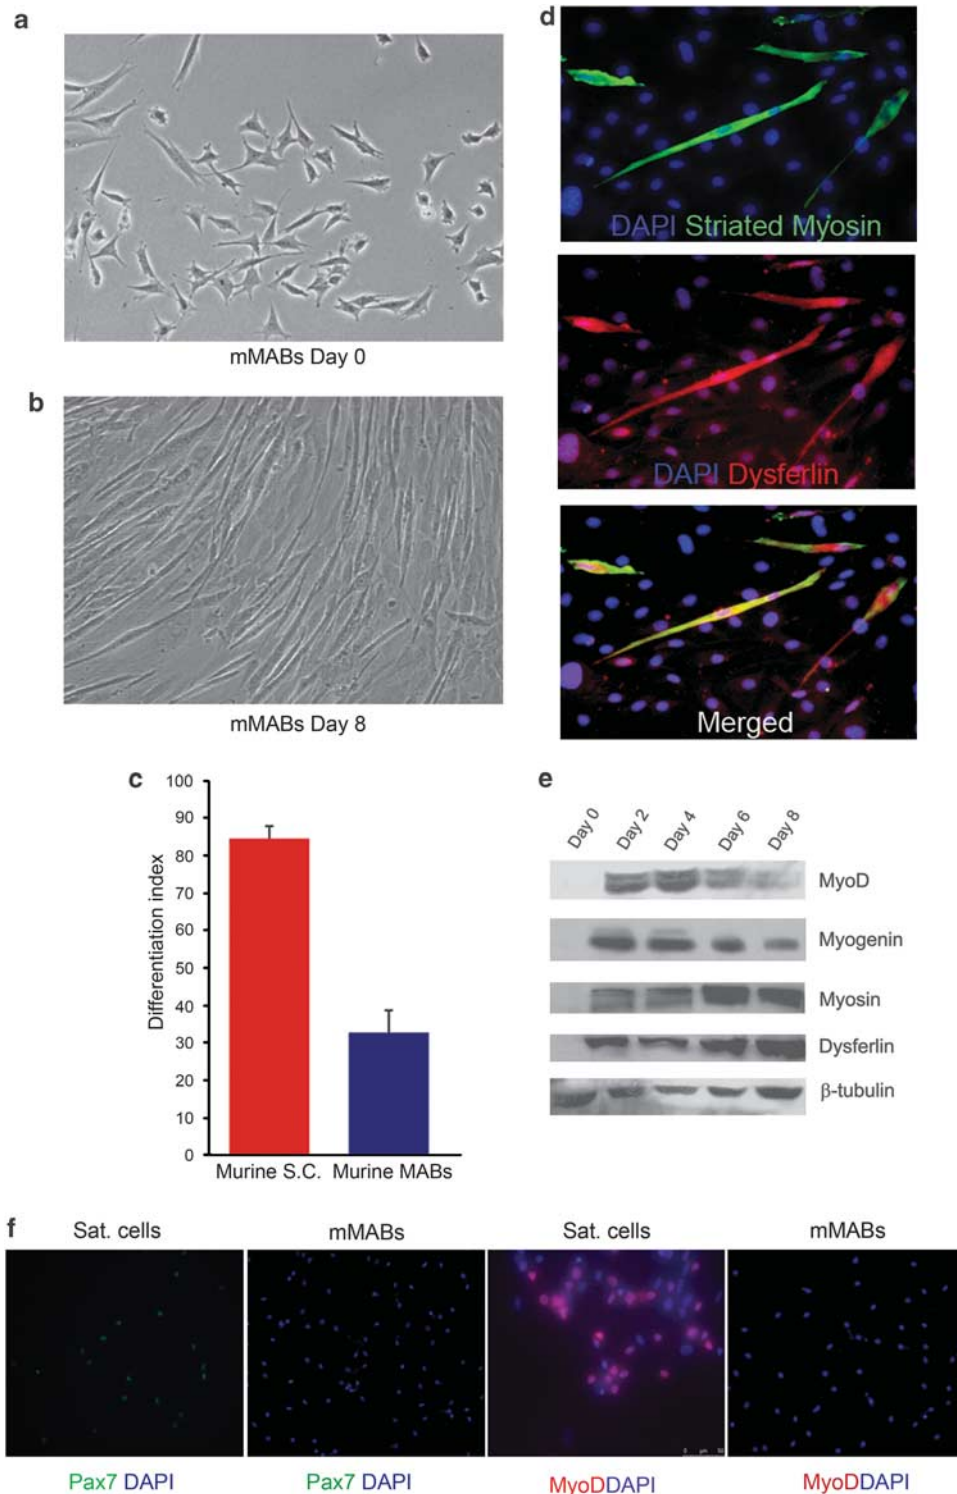 a
mMABs Day 0
b
mMABs Day 8
c
Differentiation index
100
90
80
70
60
50
40
30
20
10
0
Murine S.C. Murine MABs
d
DAPI Striated Myosin
DAPI Dysferlin
Merged
e
Day 0 Day 2 Day 4 Day 6 Day 8
MyoD
Myogenin
Myosin
Dysferlin
β-tubulin
f
Sat. cells mMABs Sat. cells mMABs
Pax7 DAPI Pax7 DAPI MyoDDAPI MyoDDAPI